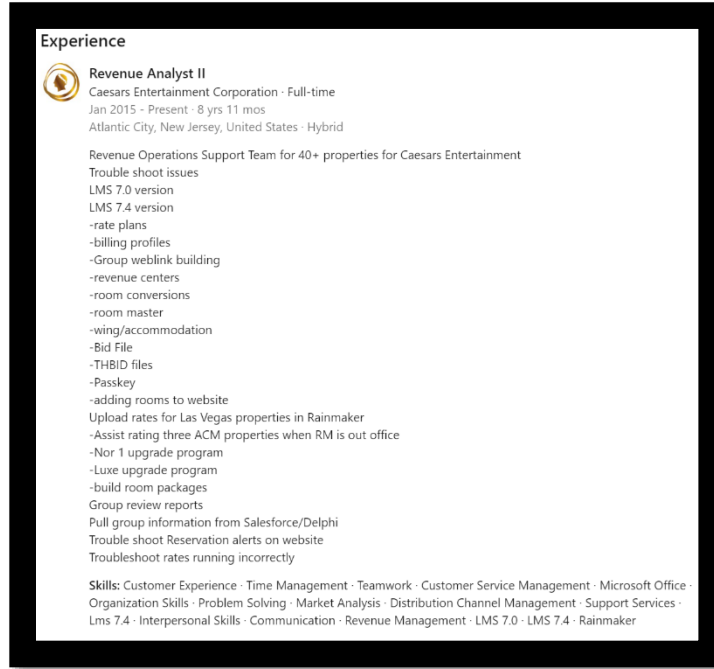 Experience
Revenue Analyst II
Caesars Entertainment Corporation · Full-time
Jan 2015 - Present · 8 yrs 11 mos
Atlantic City, New Jersey, United States · Hybrid
Revenue Operations Support Team for 40+ properties for Caesars Entertainment
Trouble shoot issues
LMS 7.0 version
LMS 7.4 version
-rate plans
-billing profiles
-Group weblink building
-revenue centers
-room conversions
-room master
-wing/accommodation
-Bid File
-THBID files
-Passkey
-adding rooms to website
Upload rates for Las Vegas properties in Rainmaker
-Assist rating three ACM properties when RM is out office
-Nor 1 upgrade program
-Luxe upgrade program
-build room packages
Group review reports
Pull group information from Salesforce/Delphi
Trouble shoot Reservation alerts on website
Troubleshoot rates running incorrectly
Skills: Customer Experience · Time Management · Teamwork · Customer Service Management · Microsoft Office ·
Organization Skills · Problem Solving · Market Analysis · Distribution Channel Management · Support Services ·
Lms 7.4 · Interpersonal Skills · Communication · Revenue Management · LMS 7.0 · LMS 7.4 · Rainmaker